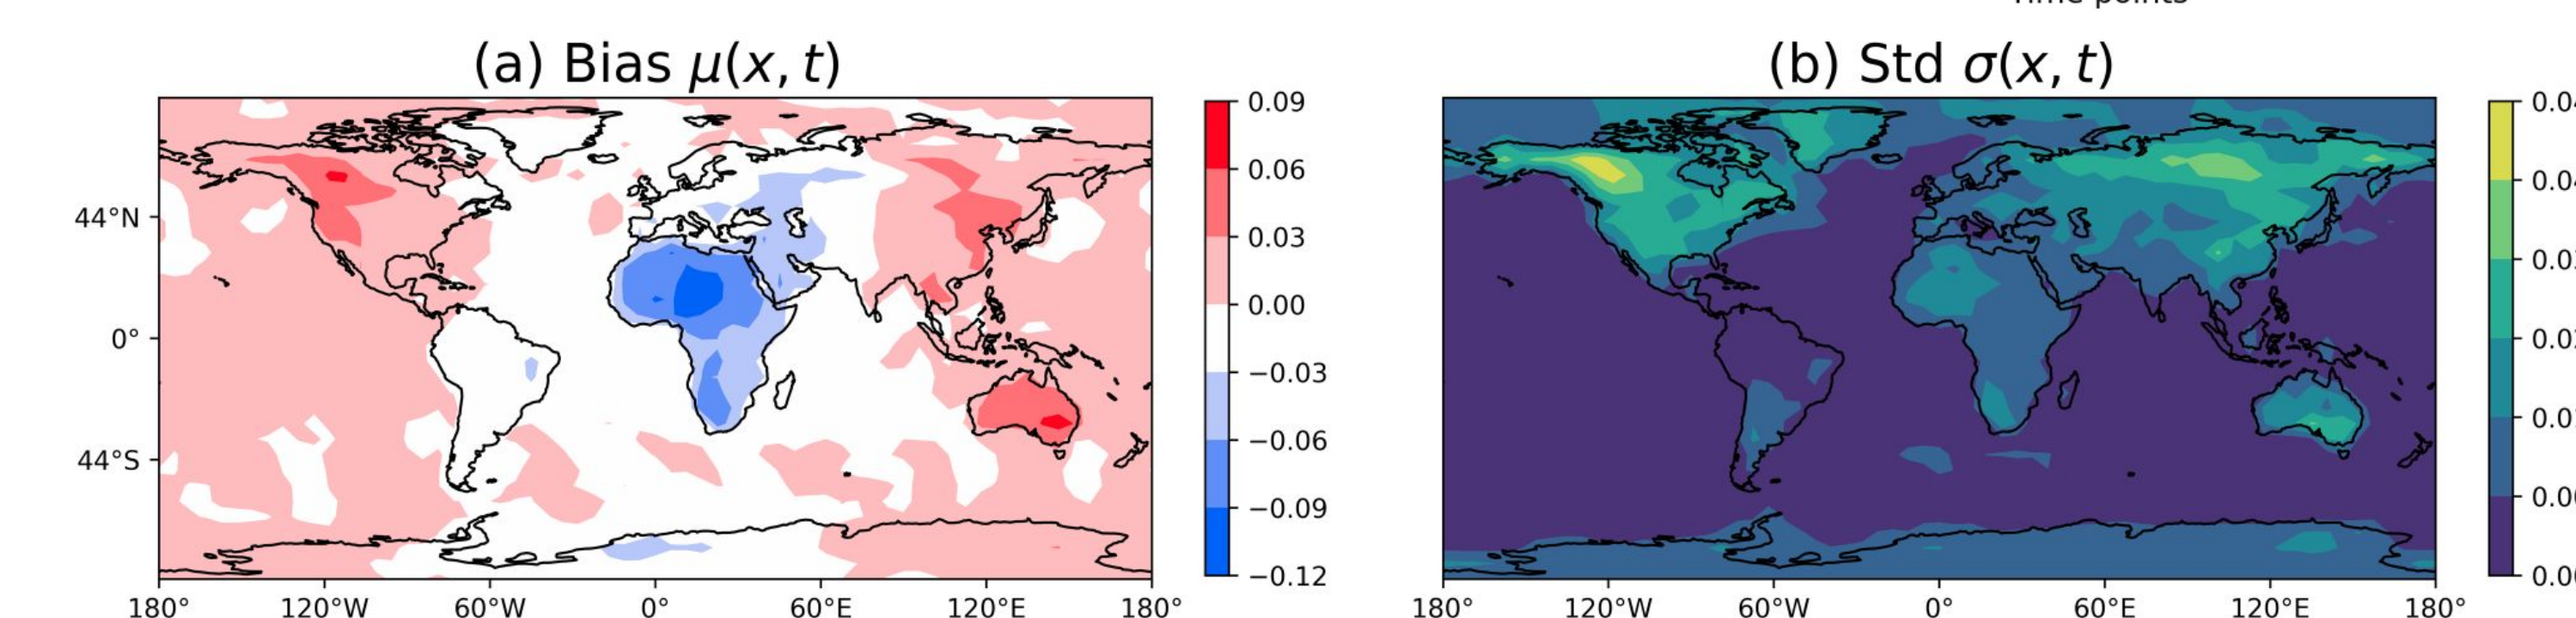 (a) Bias μ(x, t)
44°N
0°
44°S
180°
120°W
60°W
0°
60°E
120°E
180°
0.09
0.06
0.03
0.00
−0.03
−0.06
−0.09
−0.12
(b) Std σ(x, t)
180°
120°W
60°W
0°
60°E
120°E
180°